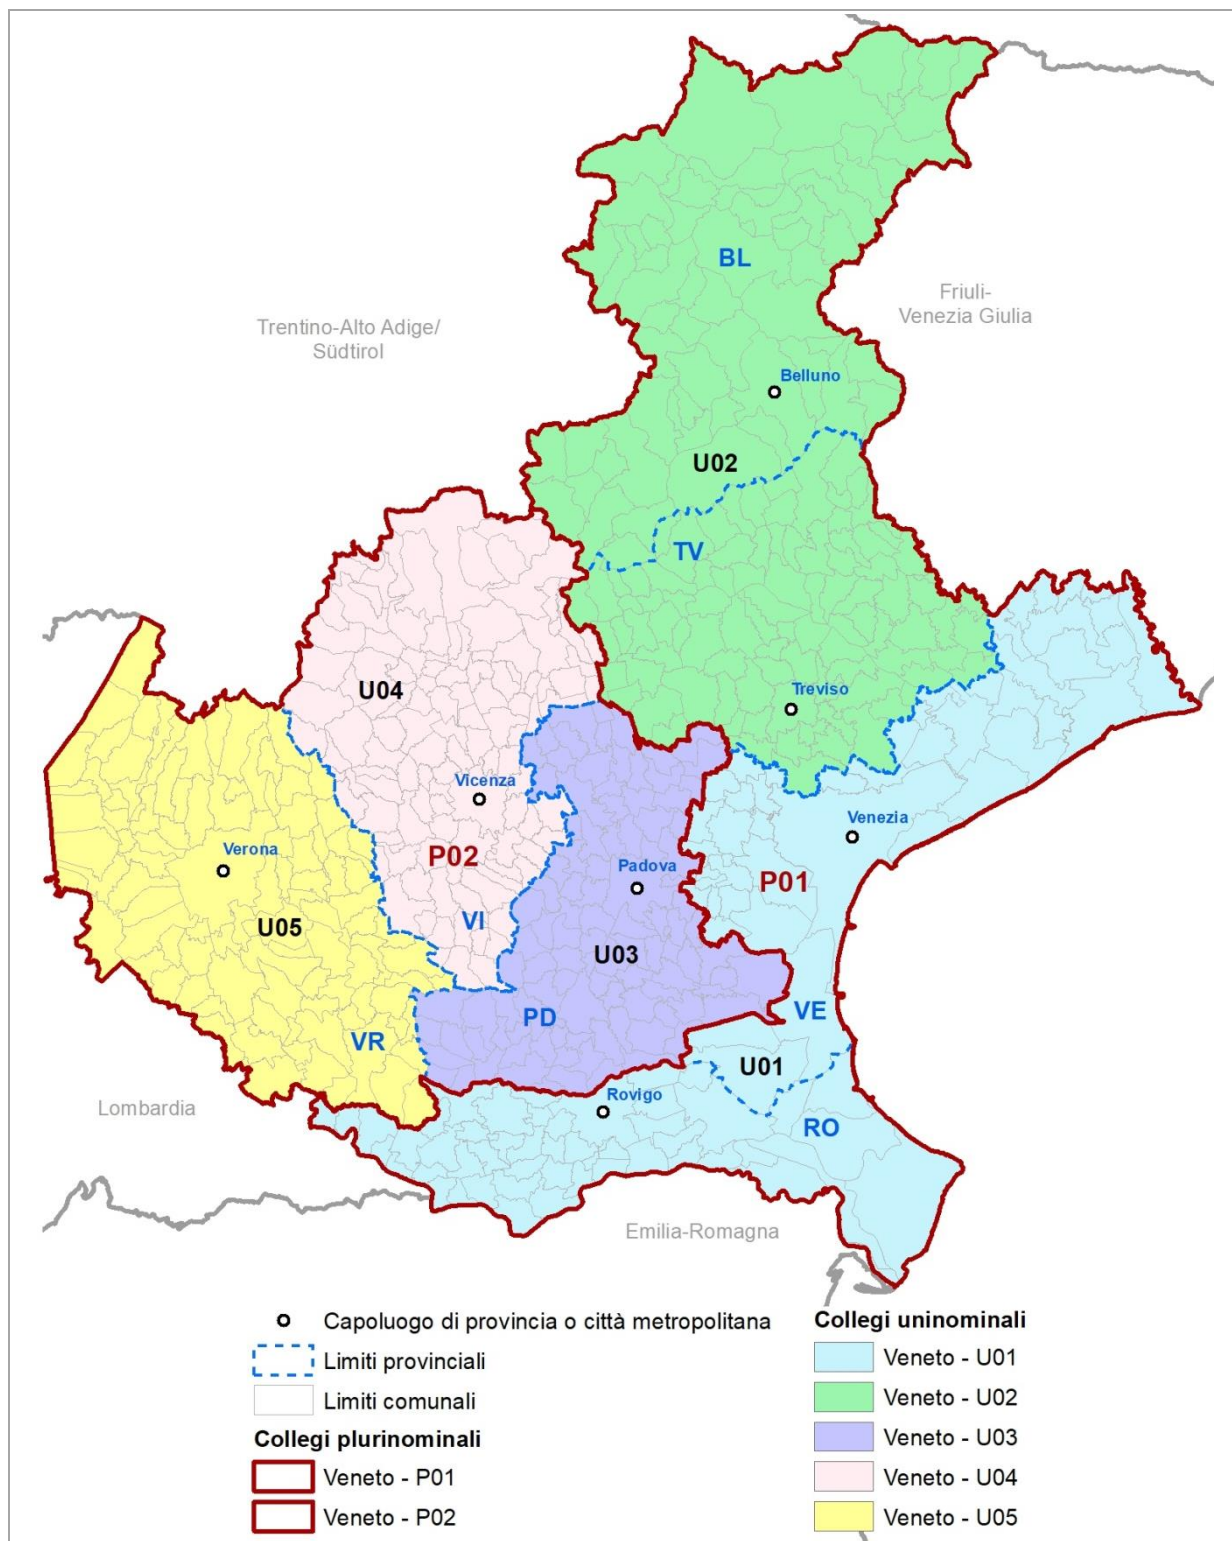 BL
Friuli-
Venezia Giulia
Trentino-Alto Adige/
Südtirol
Belluno
U02
TV
U04
Treviso
Vicenza
Venezia
Verona
P02
Padova
P01
U05
VI
U03
PD
VE
VR
U01
Lombardia
Rovigo
RO
Emilia-Romagna
Capoluogo di provincia o città metropolitana
Limiti provinciali
Limiti comunali
Collegi plurinominali
Veneto - P01
Veneto - P02
Collegi uninominali
Veneto - U01
Veneto - U02
Veneto - U03
Veneto - U04
Veneto - U05